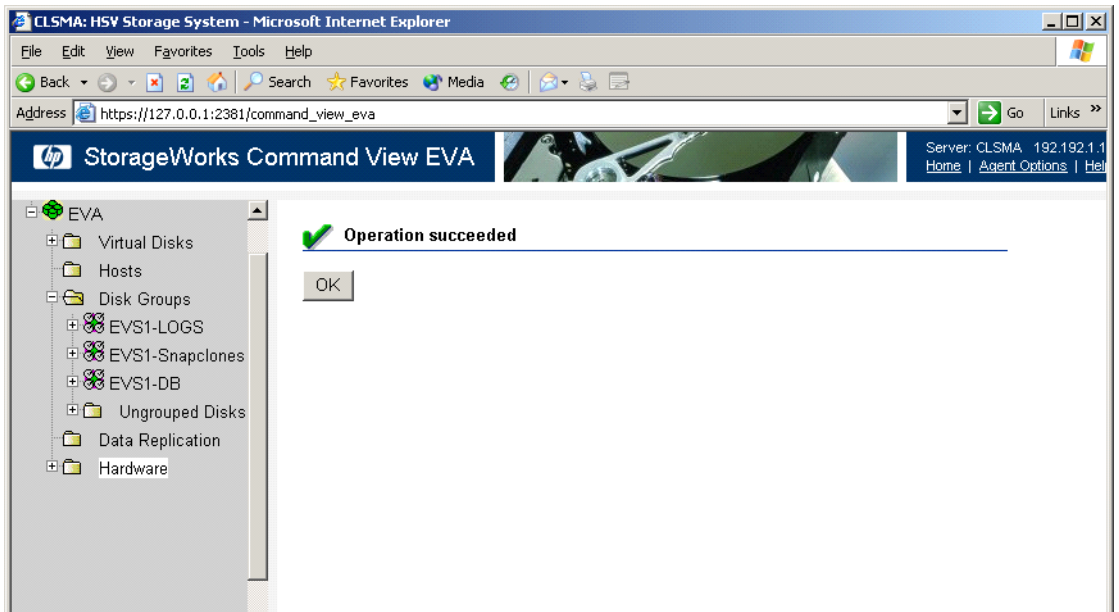 CLSMA: HSV Storage System - Microsoft Internet Explorer
File Edit View Favorites Tools Help
Back Search Favorites Media
Address https://127.0.0.1:2381/command_view_eva Go Links »
hp StorageWorks Command View EVA
Server: CLSMA 192.192.1.1
Home | Agent Options | Hel
EVA
Virtual Disks
Operation succeeded
Hosts
OK
Disk Groups
EVS1-LOGS
EVS1-Snapclones
EVS1-DB
Ungrouped Disks
Data Replication
Hardware